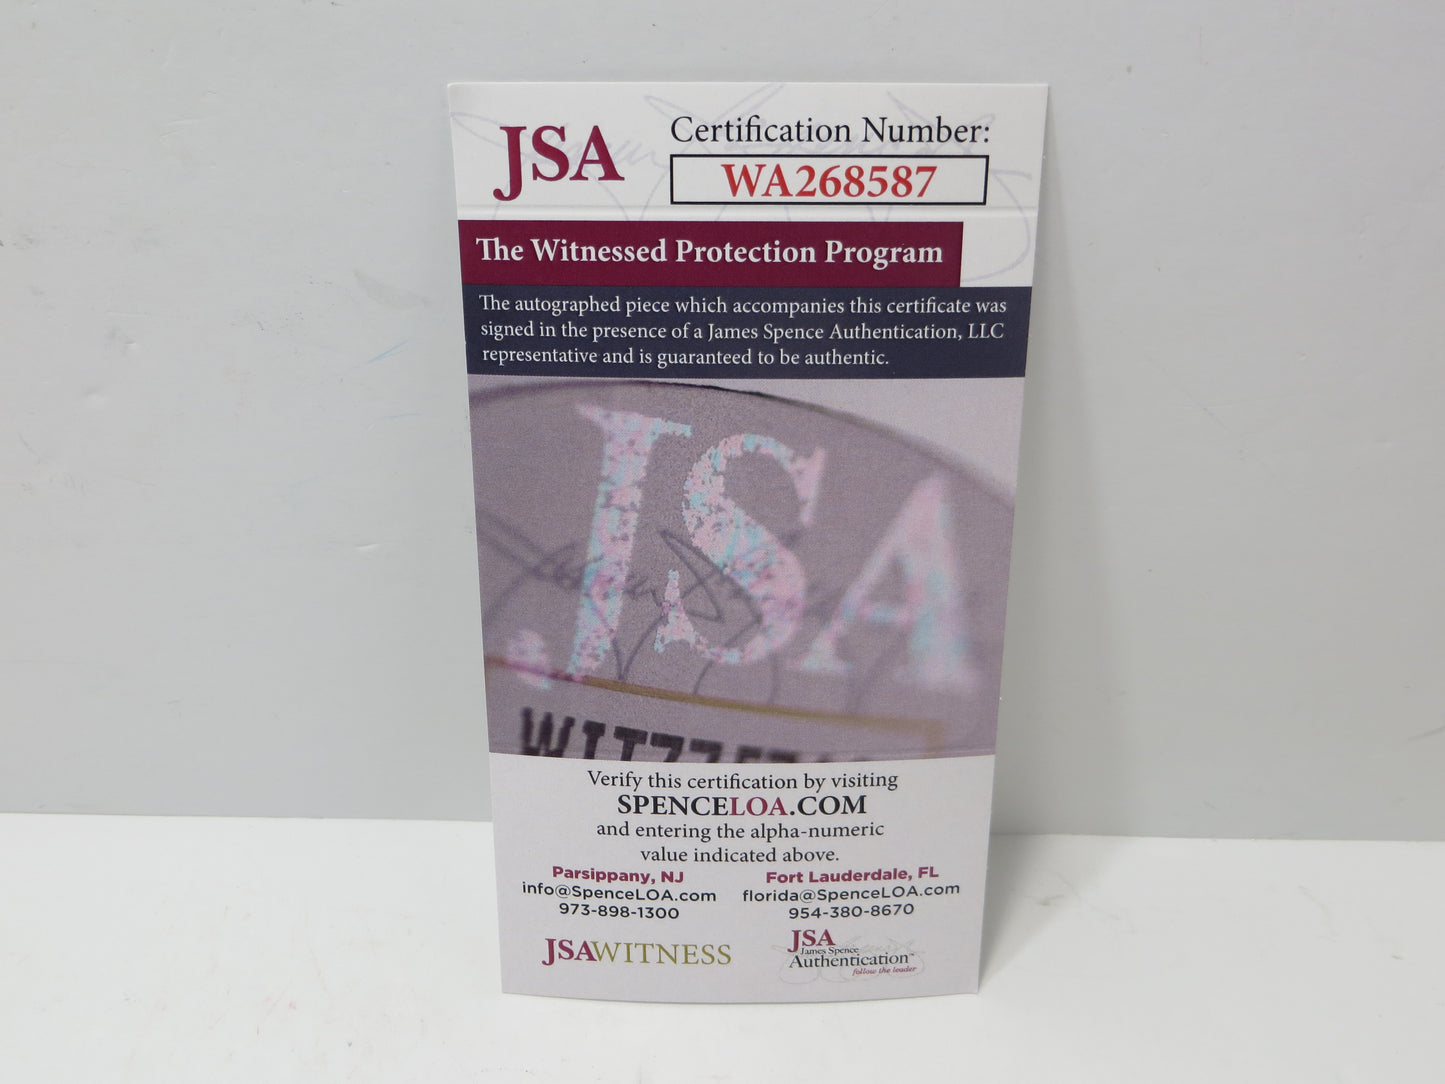 JSA
Certification Number:
WA268587
The Witnessed Protection Program
The autographed piece which accompanies this certificate was
signed in the presence of a James Spence Authentication, LLC
representative and is guaranteed to be authentic.
JSA
Verify this certification by visiting
SPENCELOA.COM
and entering the alpha-numeric
value indicated above.
Parsippany, NJ
info@SpenceLOA.com
973-898-1300
Fort Lauderdale, FL
florida@SpenceLOA.com
954-380-8670
JSAWITNESS
JSA
James Spence
Authentication™
follow the leader